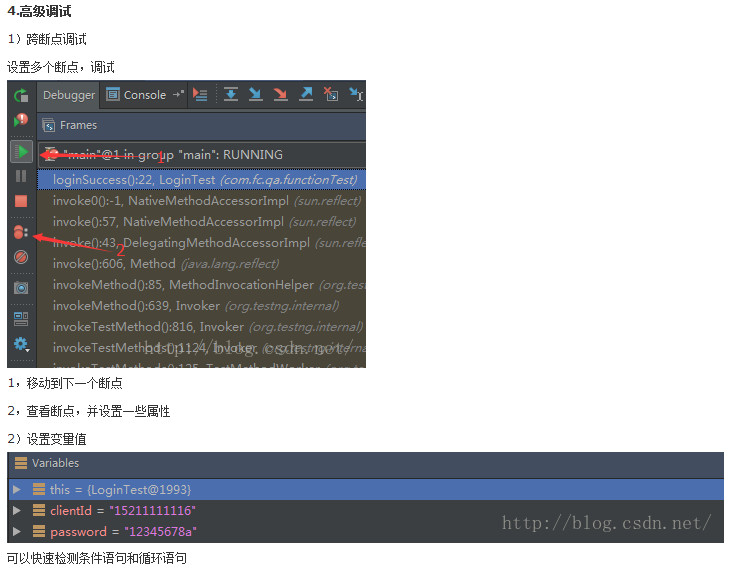 4.高级调试
1）跨断点调试
设置多个断点，调试
Debugger Console
Frames
"main"@1 in group "main": RUNNING
1
loginSuccess():22, LoginTest (com.fc.qa.functionTest)
invoke0():-1, NativeMethodAccessorImpl (sun.reflect)
invoke():57, NativeMethodAccessorImpl (sun.reflect)
invoke():43, DelegatingMethodAccessorImpl (sun.refle
2
invoke():606, Method (java.lang.reflect)
invokeMethod():85, MethodInvocationHelper (org.test
invokeMethod():639, Invoker (org.testng.internal)
invokeTestMethod():816, Invoker (org.testng.internal)
invokeTestMethods():1124, Invoker (org.testng.interna
http://blog.csdn.net/
invokeTestMethods():125, TestMethodWorker (org.te
1，移动到下一个断点
2，查看断点，并设置一些属性
2）设置变量值
Variables
this = {LoginTest@1993}
clientId = "15211111116"
password = "12345678a"
http://blog.csdn.net/
可以快速检测条件语句和循环语句